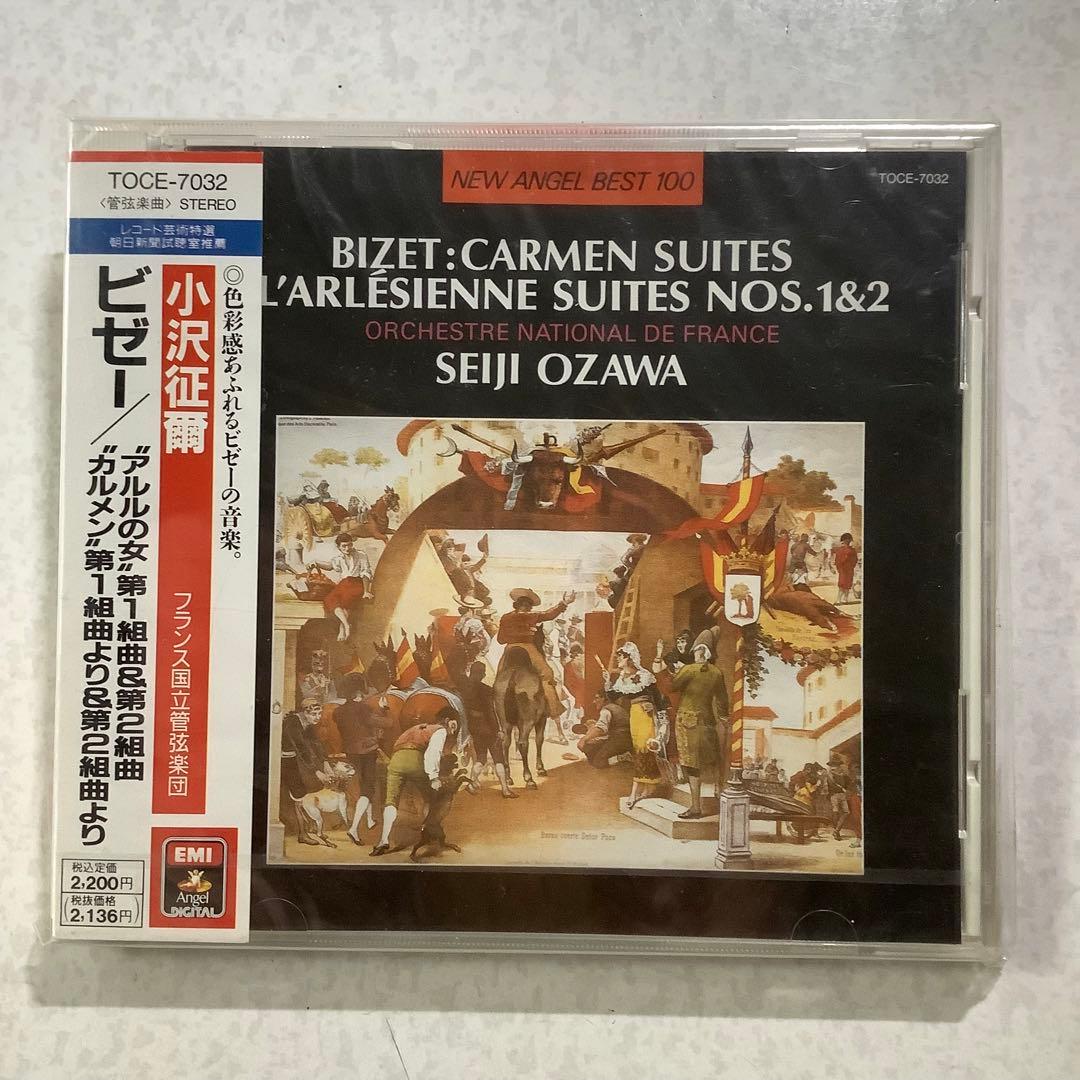 TOCE-7032
〈管弦楽曲〉 STEREO
レコード芸術特選
朝日新聞試聴室推薦
◎色彩感あふれるビゼーの音楽。
小沢征爾
フランス国立管弦楽団
ビゼー/
“アルルの女”第1組曲&第2組曲
“カルメン”第1組曲より&第2組曲より
税込定価
2,200円
税抜価格
2,136円
EMI
Angel
DIGITAL
NEW ANGEL BEST 100
TOCE-7032
BIZET:CARMEN SUITES
L'ARLÉSIENNE SUITES NOS.1&2
ORCHESTRE NATIONAL DE FRANCE
SEIJI OZAWA